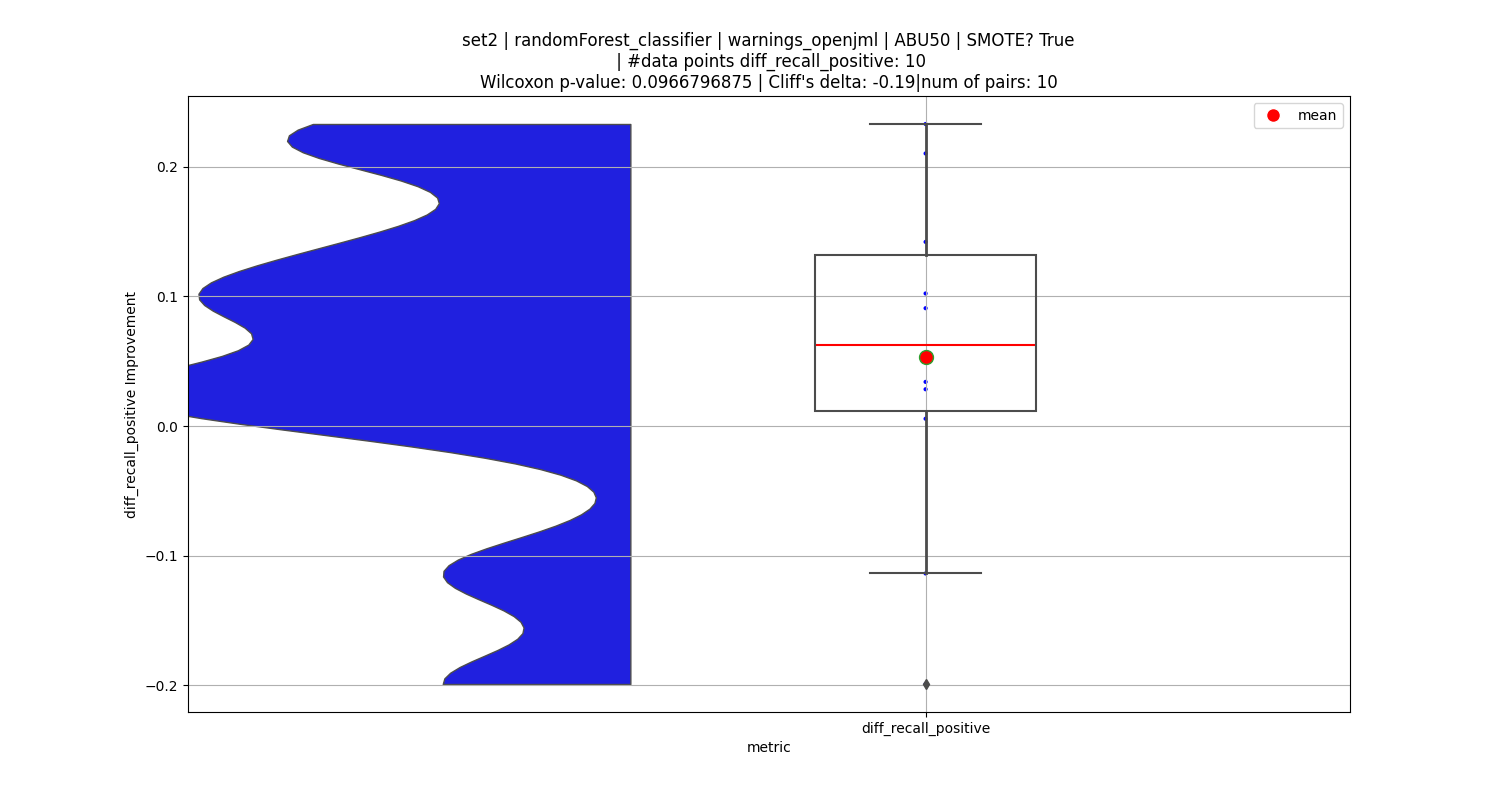 set2 | randomForest_classifier | warnings_openjml | ABU50 | SMOTE? True
| #data points diff_recall_positive: 10
Wilcoxon p-value: 0.0966796875 | Cliff's delta: -0.19|num of pairs: 10
mean
0.2
0.1
0.0
−0.1
−0.2
diff_recall_positive Improvement
diff_recall_positive
metric